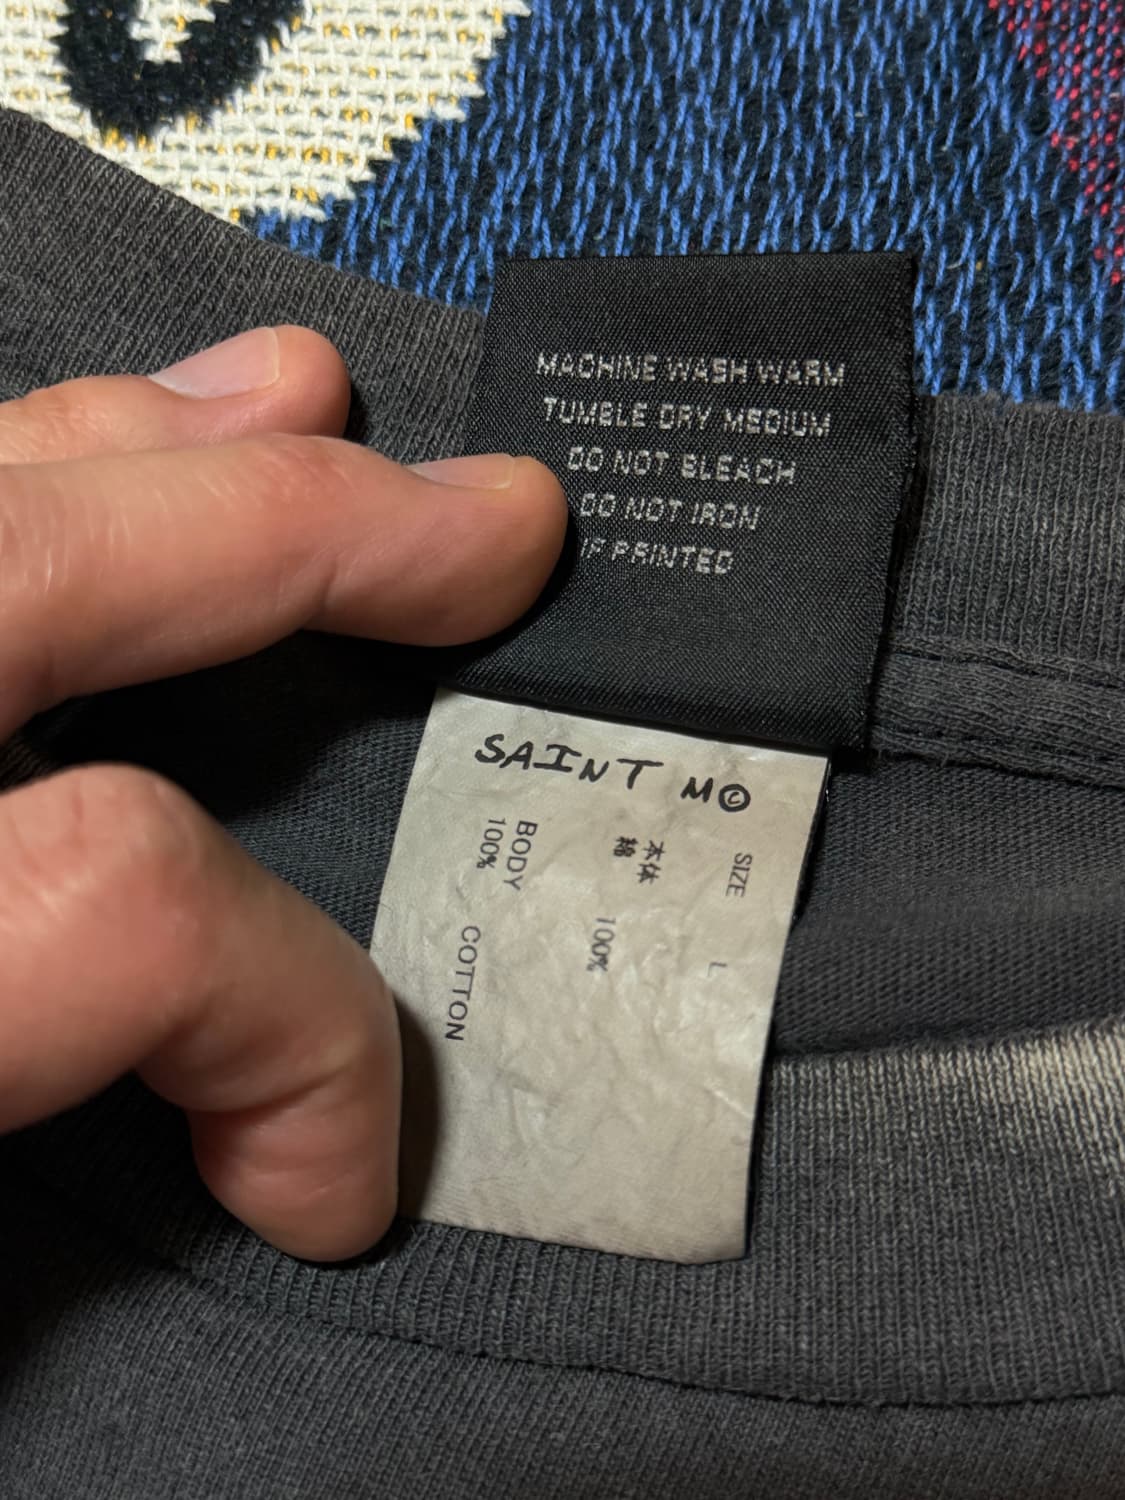 MACHINE WASH WARM
TUMBLE DRY MEDIUM
DO NOT BLEACH
DO NOT IRON
IF PRINTED
SAINT M©
SIZE L
本体
綿 100%
BODY
100% COTTON